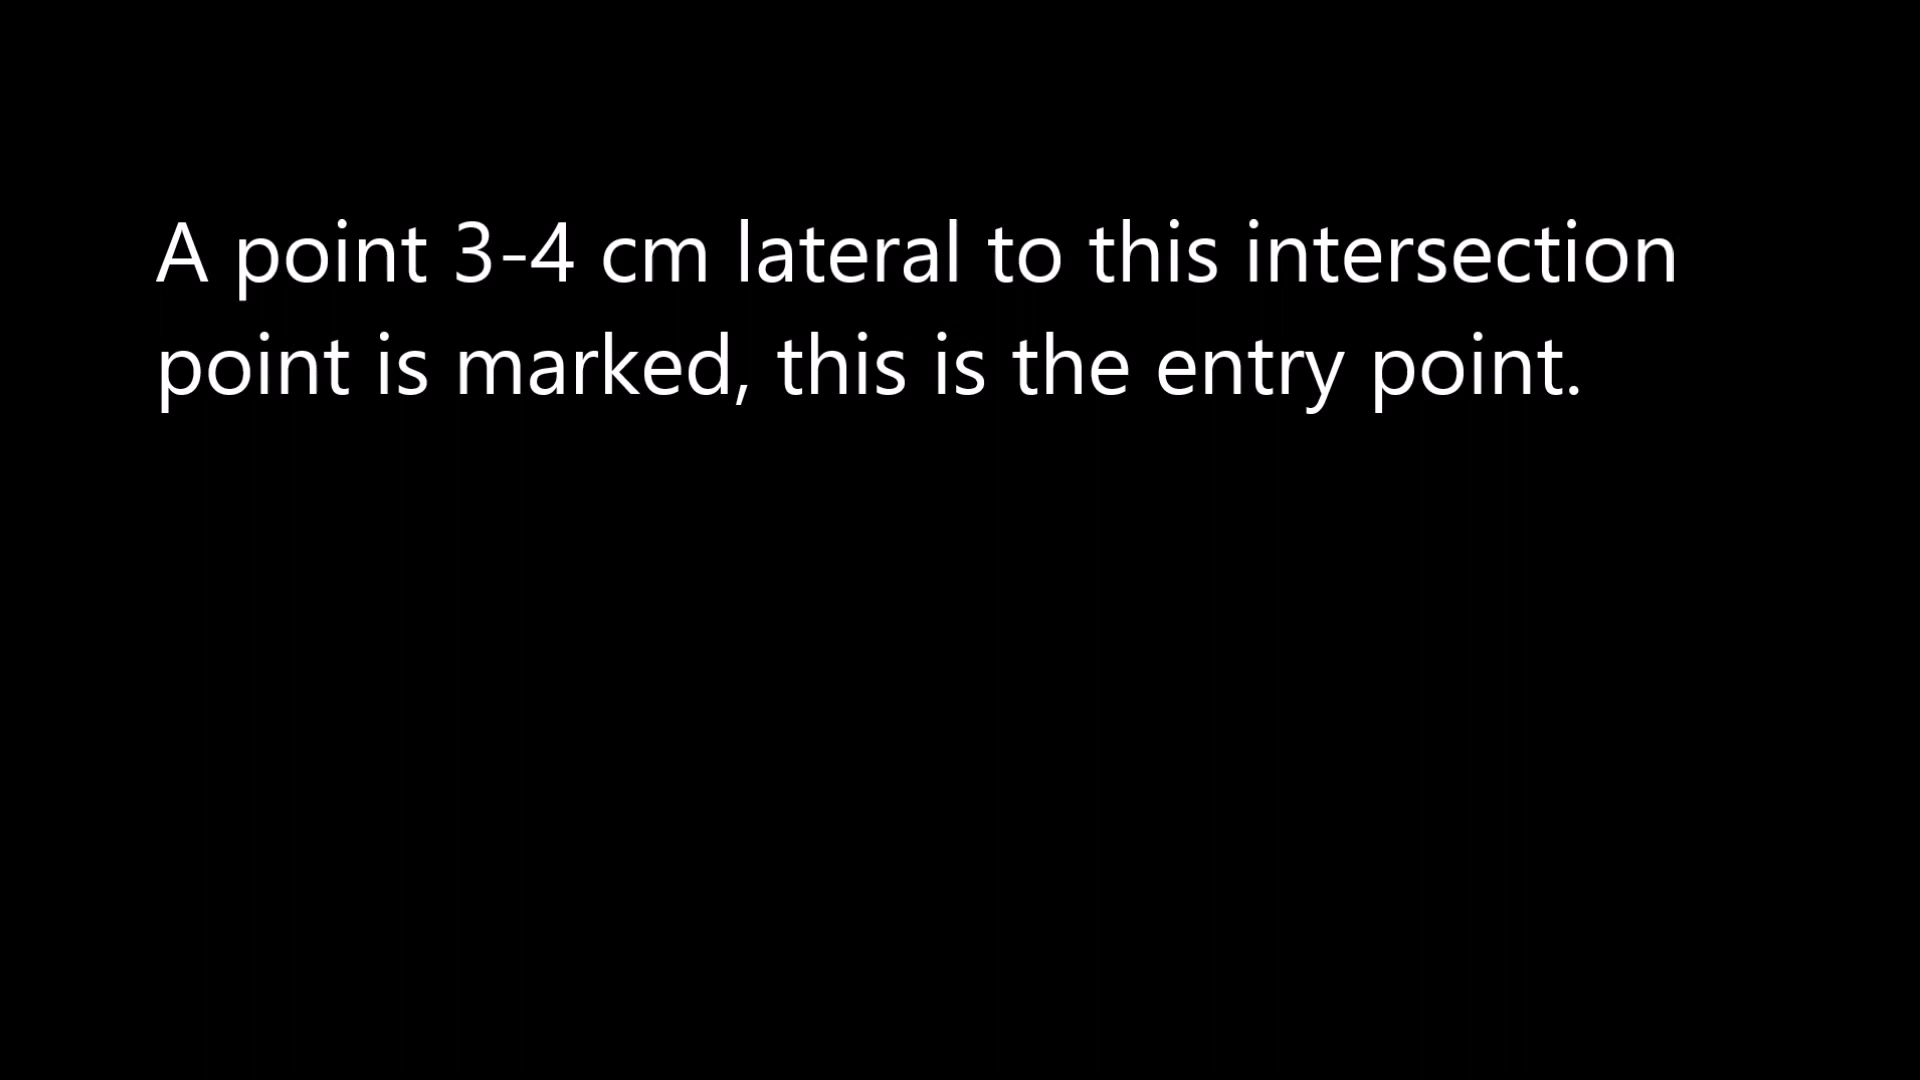 A point 3-4 cm lateral to this intersection
point is marked, this is the entry point.